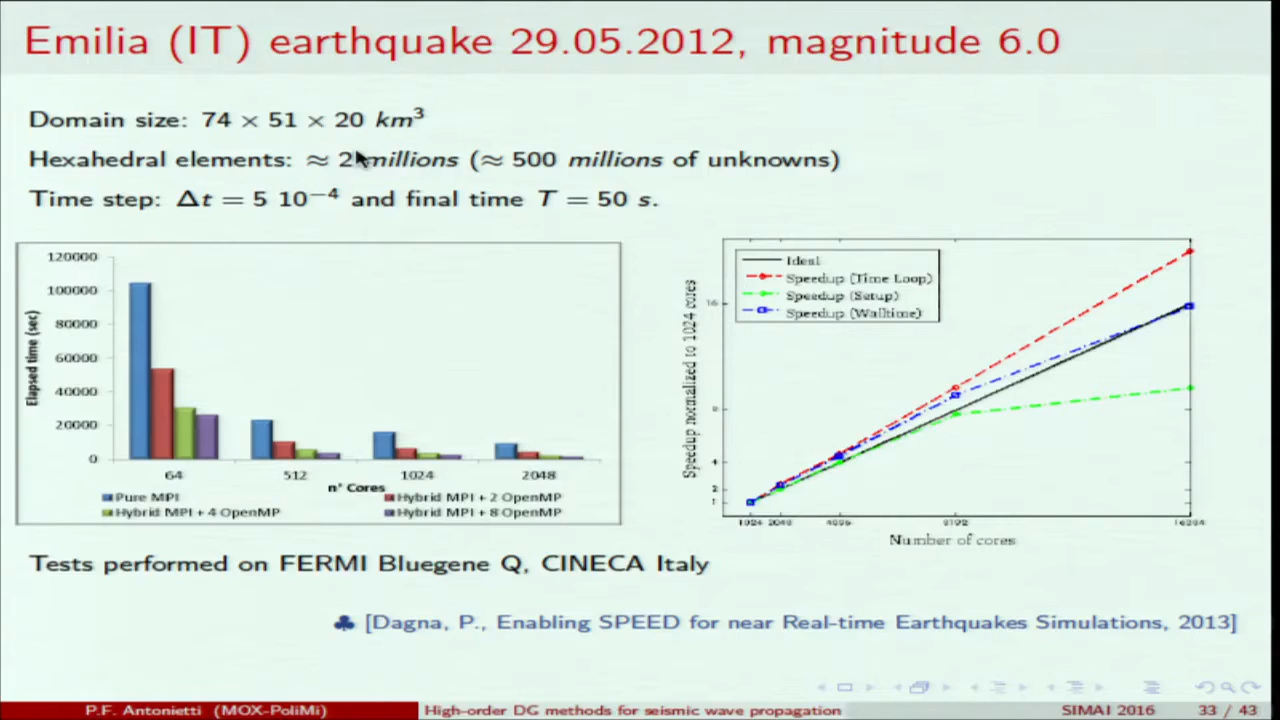 Emilia (IT) earthquake 29.05.2012, magnitude 6.0
Domain size: 74 × 51 × 20 km³
Hexahedral elements: ≈ 2 millions (≈ 500 millions of unknowns)
Time step: Δt = 5 10⁻⁴ and final time T = 50 s.
120000
100000
80000
60000
40000
20000
0
Elapsed time (sec)
64 512 1024 2048
n° Cores
Pure MPI Hybrid MPI + 2 OpenMP
Hybrid MPI + 4 OpenMP Hybrid MPI + 8 OpenMP
Ideal
Speedup (Time Loop)
Speedup (Setup)
Speedup (Walltime)
Speedup normalized to 1024 cores
16
8
4
2
1
1024 2048 4096 8192 16384
Number of cores
Tests performed on FERMI Bluegene Q, CINECA Italy
♣ [Dagna, P., Enabling SPEED for near Real-time Earthquakes Simulations, 2013]
P.F. Antonietti (MOX-PoliMi) High-order DG methods for seismic wave propagation SIMAI 2016 33 / 43